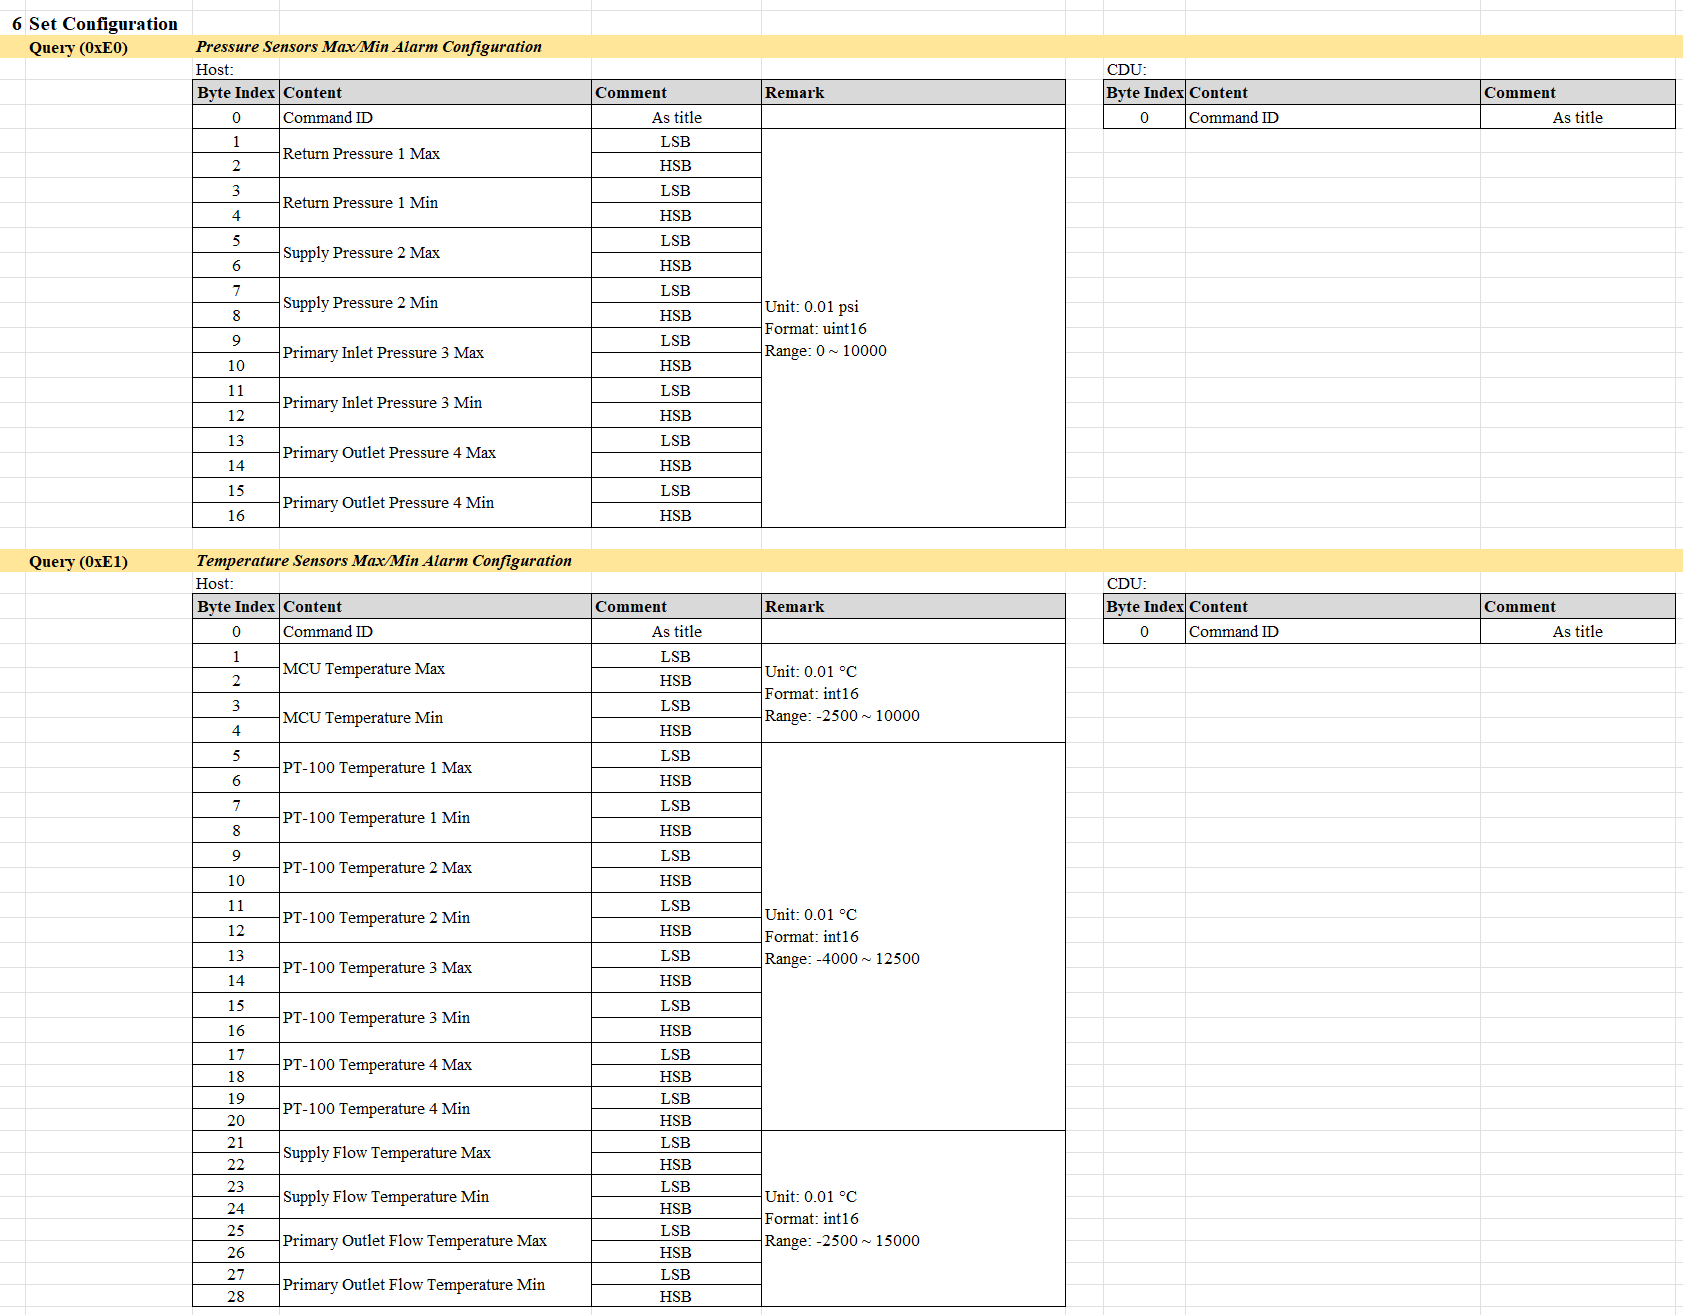 6 Set Configuration
Query (0xE0) Pressure Sensors Max/Min Alarm Configuration
Host: CDU:
Byte Index Content Comment Remark Byte Index Content Comment
0 Command ID As title 0 Command ID As title
1 LSB
Return Pressure 1 Max
2 HSB
3 LSB
Return Pressure 1 Min
4 HSB
5 LSB
Supply Pressure 2 Max
6 HSB
7 LSB
Supply Pressure 2 Min
8 HSB
Unit: 0.01 psi
Format: uint16
Range: 0 ~ 10000
9 LSB
Primary Inlet Pressure 3 Max
10 HSB
11 LSB
Primary Inlet Pressure 3 Min
12 HSB
13 LSB
Primary Outlet Pressure 4 Max
14 HSB
15 LSB
Primary Outlet Pressure 4 Min
16 HSB
Query (0xE1) Temperature Sensors Max/Min Alarm Configuration
Host: CDU:
Byte Index Content Comment Remark Byte Index Content Comment
0 Command ID As title 0 Command ID As title
1 LSB
MCU Temperature Max
2 HSB
Unit: 0.01 °C
Format: int16
Range: -2500 ~ 10000
3 LSB
MCU Temperature Min
4 HSB
5 LSB
PT-100 Temperature 1 Max
6 HSB
7 LSB
PT-100 Temperature 1 Min
8 HSB
9 LSB
PT-100 Temperature 2 Max
10 HSB
11 LSB
PT-100 Temperature 2 Min
12 HSB
Unit: 0.01 °C
Format: int16
Range: -4000 ~ 12500
13 LSB
PT-100 Temperature 3 Max
14 HSB
15 LSB
PT-100 Temperature 3 Min
16 HSB
17 LSB
PT-100 Temperature 4 Max
18 HSB
19 LSB
PT-100 Temperature 4 Min
20 HSB
21 LSB
Supply Flow Temperature Max
22 HSB
23 LSB
Supply Flow Temperature Min
24 HSB
Unit: 0.01 °C
Format: int16
Range: -2500 ~ 15000
25 LSB
Primary Outlet Flow Temperature Max
26 HSB
27 LSB
Primary Outlet Flow Temperature Min
28 HSB